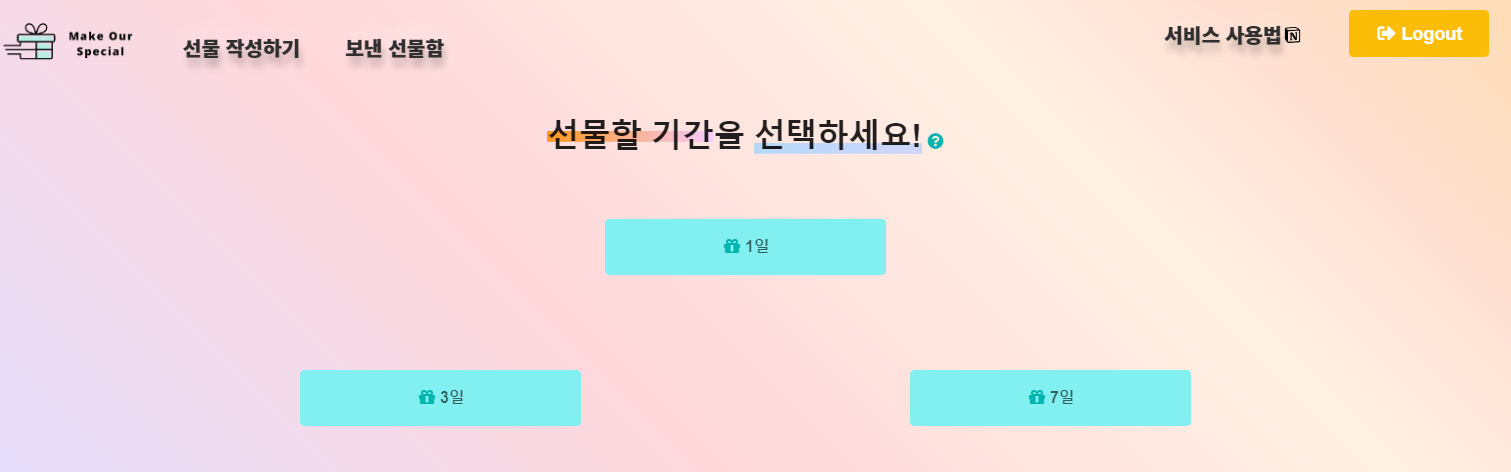 Make Our
Special
선물 작성하기
보낸 선물함
서비스 사용법
Logout
선물할 기간을 선택하세요!
1일
3일
7일